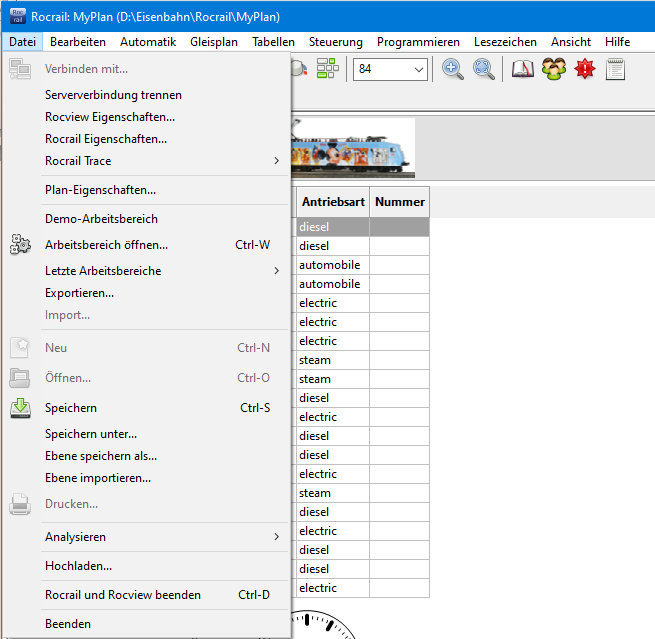 Rocrail: MyPlan (D:\Eisenbahn\Rocrail\MyPlan)
Datei Bearbeiten Automatik Gleisplan Tabellen Steuerung Programmieren Lesezeichen Ansicht Hilfe
84
Verbinden mit...
Serververbindung trennen
Rocview Eigenschaften...
Rocrail Eigenschaften...
Rocrail Trace
Plan-Eigenschaften...
Demo-Arbeitsbereich
Arbeitsbereich öffnen... Ctrl-W
Letzte Arbeitsbereiche
Exportieren...
Import...
Neu Ctrl-N
Öffnen... Ctrl-O
Speichern Ctrl-S
Speichern unter...
Ebene speichern als...
Ebene importieren...
Drucken...
Analysieren
Hochladen...
Rocrail und Rocview beenden Ctrl-D
Beenden
Antriebsart Nummer
diesel
diesel
automobile
automobile
electric
electric
electric
steam
steam
diesel
electric
diesel
diesel
electric
steam
diesel
electric
diesel
diesel
electric